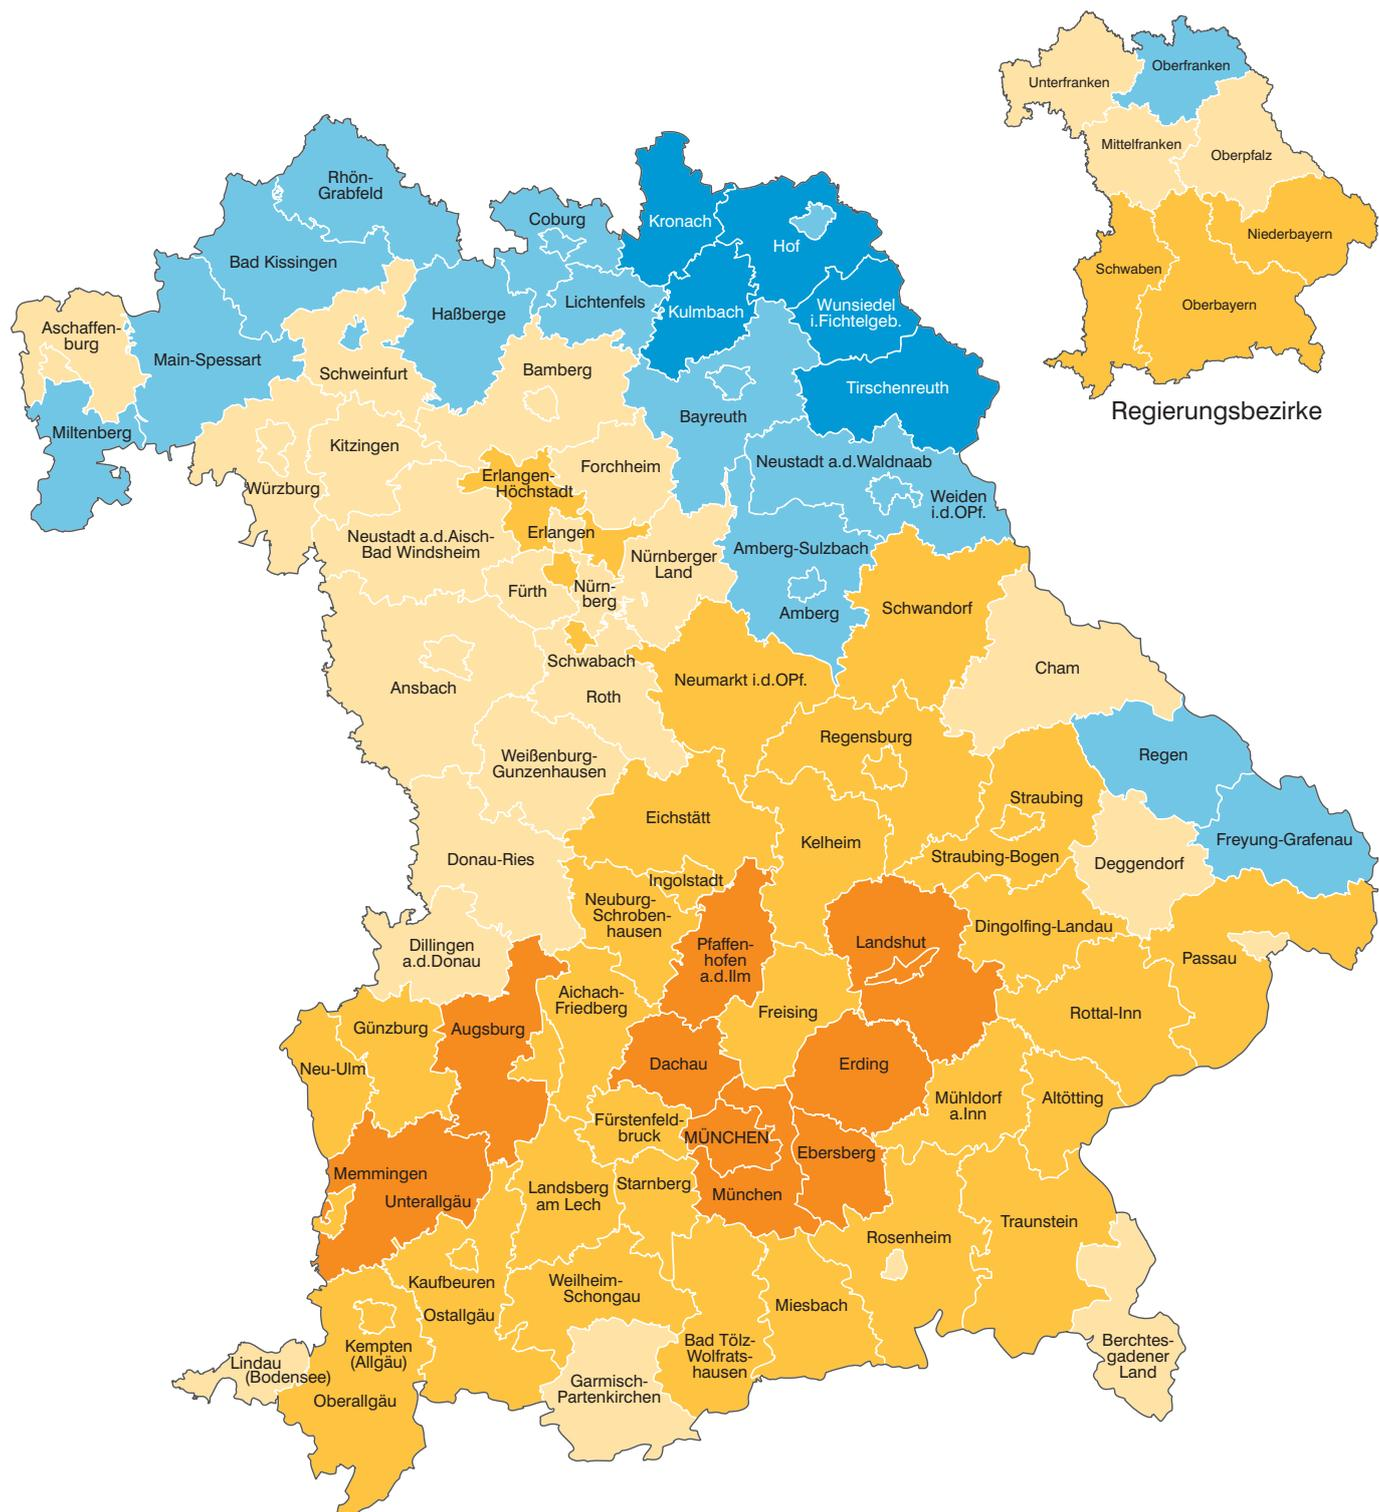 Unterfranken
Oberfranken
Mittelfranken
Oberpfalz
Niederbayern
Schwaben
Oberbayern
Regierungsbezirke
Rhön-
Grabfeld
Coburg
Kronach
Hof
Bad Kissingen
Lichtenfels
Haßberge
Kulmbach
Wunsiedel
i.Fichtelgeb.
Aschaffen-
burg
Main-Spessart
Schweinfurt
Bamberg
Tirschenreuth
Bayreuth
Miltenberg
Kitzingen
Würzburg
Forchheim
Erlangen-
Höchstadt
Neustadt a.d.Waldnaab
Weiden
i.d.OPf.
Neustadt a.d.Aisch-
Bad Windsheim
Erlangen
Nürnberger
Land
Amberg-Sulzbach
Fürth
Nürn-
berg
Amberg
Schwandorf
Schwabach
Ansbach
Roth
Neumarkt i.d.OPf.
Cham
Regensburg
Regen
Weißenburg-
Gunzenhausen
Straubing
Eichstätt
Kelheim
Freyung-Grafenau
Donau-Ries
Straubing-Bogen
Deggendorf
Ingolstadt
Neuburg-
Schroben-
hausen
Dingolfing-Landau
Dillingen
a.d.Donau
Pfaffen-
hofen
a.d.Ilm
Landshut
Passau
Aichach-
Friedberg
Freising
Rottal-Inn
Günzburg
Augsburg
Neu-Ulm
Dachau
Erding
Mühldorf
a.Inn
Altötting
Fürstenfeld-
bruck
MÜNCHEN
Ebersberg
Memmingen
Unterallgäu
Landsberg
am Lech
Starnberg
München
Traunstein
Rosenheim
Kaufbeuren
Weilheim-
Schongau
Ostallgäu
Miesbach
Kempten
(Allgäu)
Bad Tölz-
Wolfrats-
hausen
Berchtes-
gadener
Land
Lindau
(Bodensee)
Garmisch-
Partenkirchen
Oberallgäu